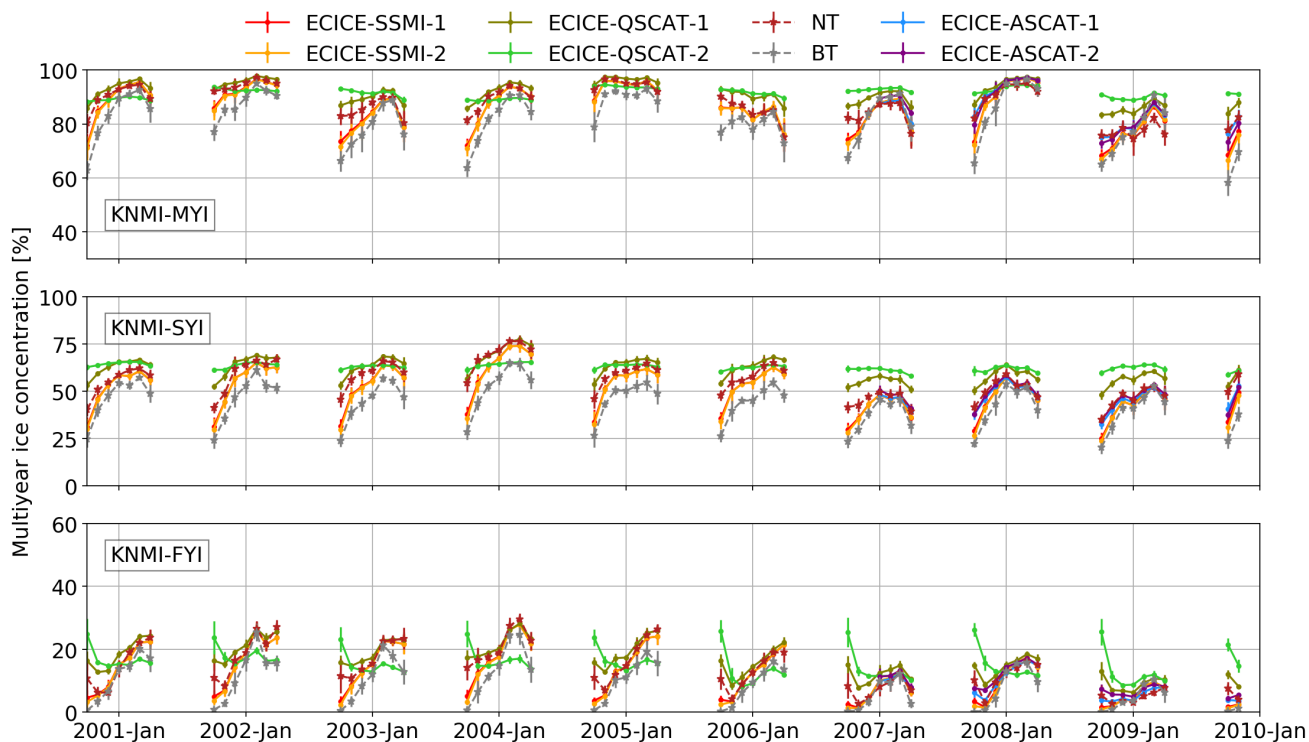 ECICE-SSMI-1 ECICE-QSCAT-1 NT ECICE-ASCAT-1
ECICE-SSMI-2 ECICE-QSCAT-2 BT ECICE-ASCAT-2
Multiyear ice concentration [%]
100
80
60
40
KNMI-MYI
100
75
50
25
0
KNMI-SYI
60
40
20
0
KNMI-FYI
2001-Jan 2002-Jan 2003-Jan 2004-Jan 2005-Jan 2006-Jan 2007-Jan 2008-Jan 2009-Jan 2010-Jan